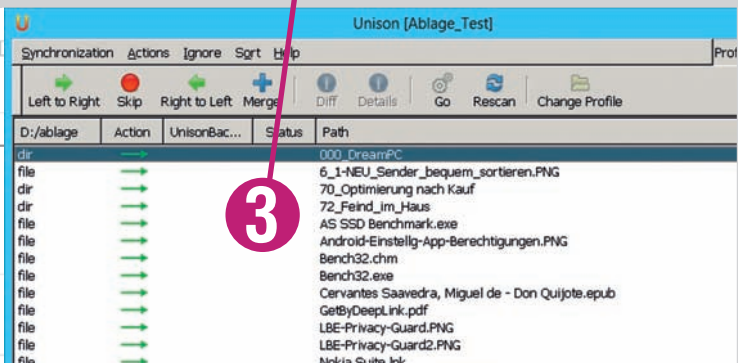 Unison [Ablage_Test]
Synchronization Actions Ignore Sort Help
Left to Right Skip Right to Left Merge Diff Details Go Rescan Change Profile
D:/ablage Action UnisonBac... Status Path
dir 000_DreamPC
file 6_1-NEU_Sender_bequem_sortieren.PNG
dir 70_Optimierung nach Kauf
dir 72_Feind_im_Haus
file AS SSD Benchmark.exe
file Android-Einstellg-App-Berechtigungen.PNG
file Bench32.chm
file Bench32.exe
file Cervantes Saavedra, Miguel de - Don Quijote.epub
file GetByDeepLink.pdf
file LBE-Privacy-Guard.PNG
file LBE-Privacy-Guard2.PNG
file Nokia Suite.lnk
3